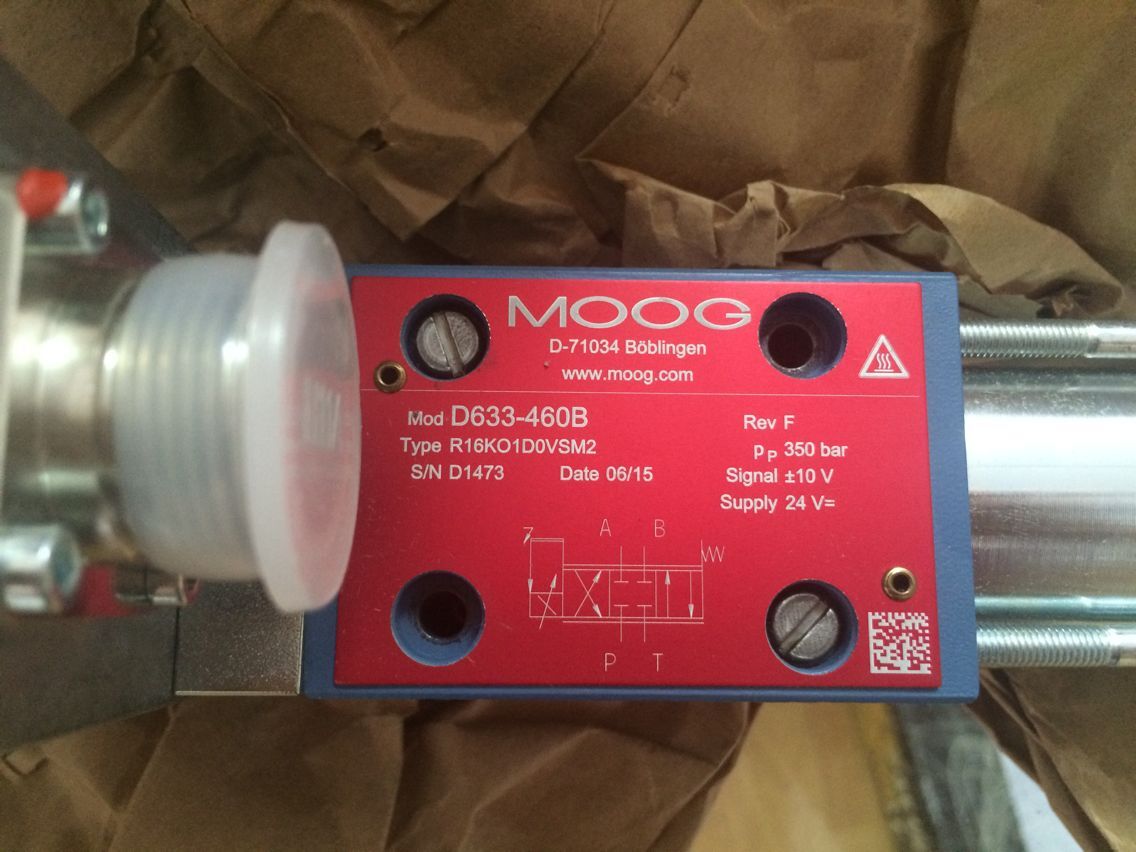 MOOG
D-71034 Böblingen
www.moog.com
Mod D633-460B Rev F
Type R16KO1D0VSM2 pP 350 bar
S/N D1473 Date 06/15 Signal ±10 V
Supply 24 V=
A B
P T